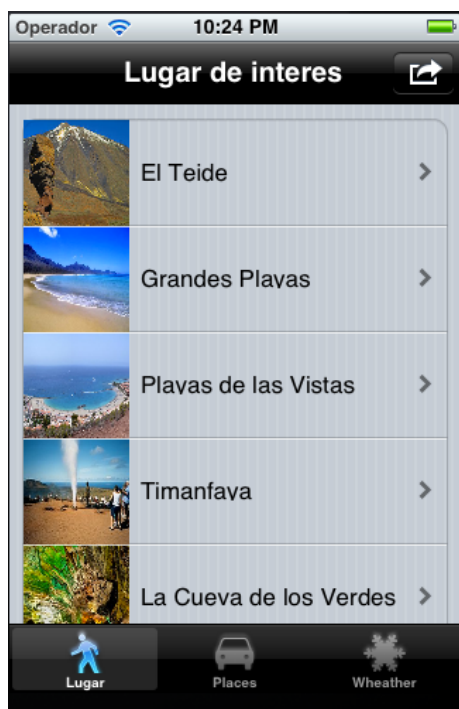 Operador
10:24 PM
Lugar de interes
El Teide
Grandes Playas
Playas de las Vistas
Timanfaya
La Cueva de los Verdes
Lugar
Places
Wheather